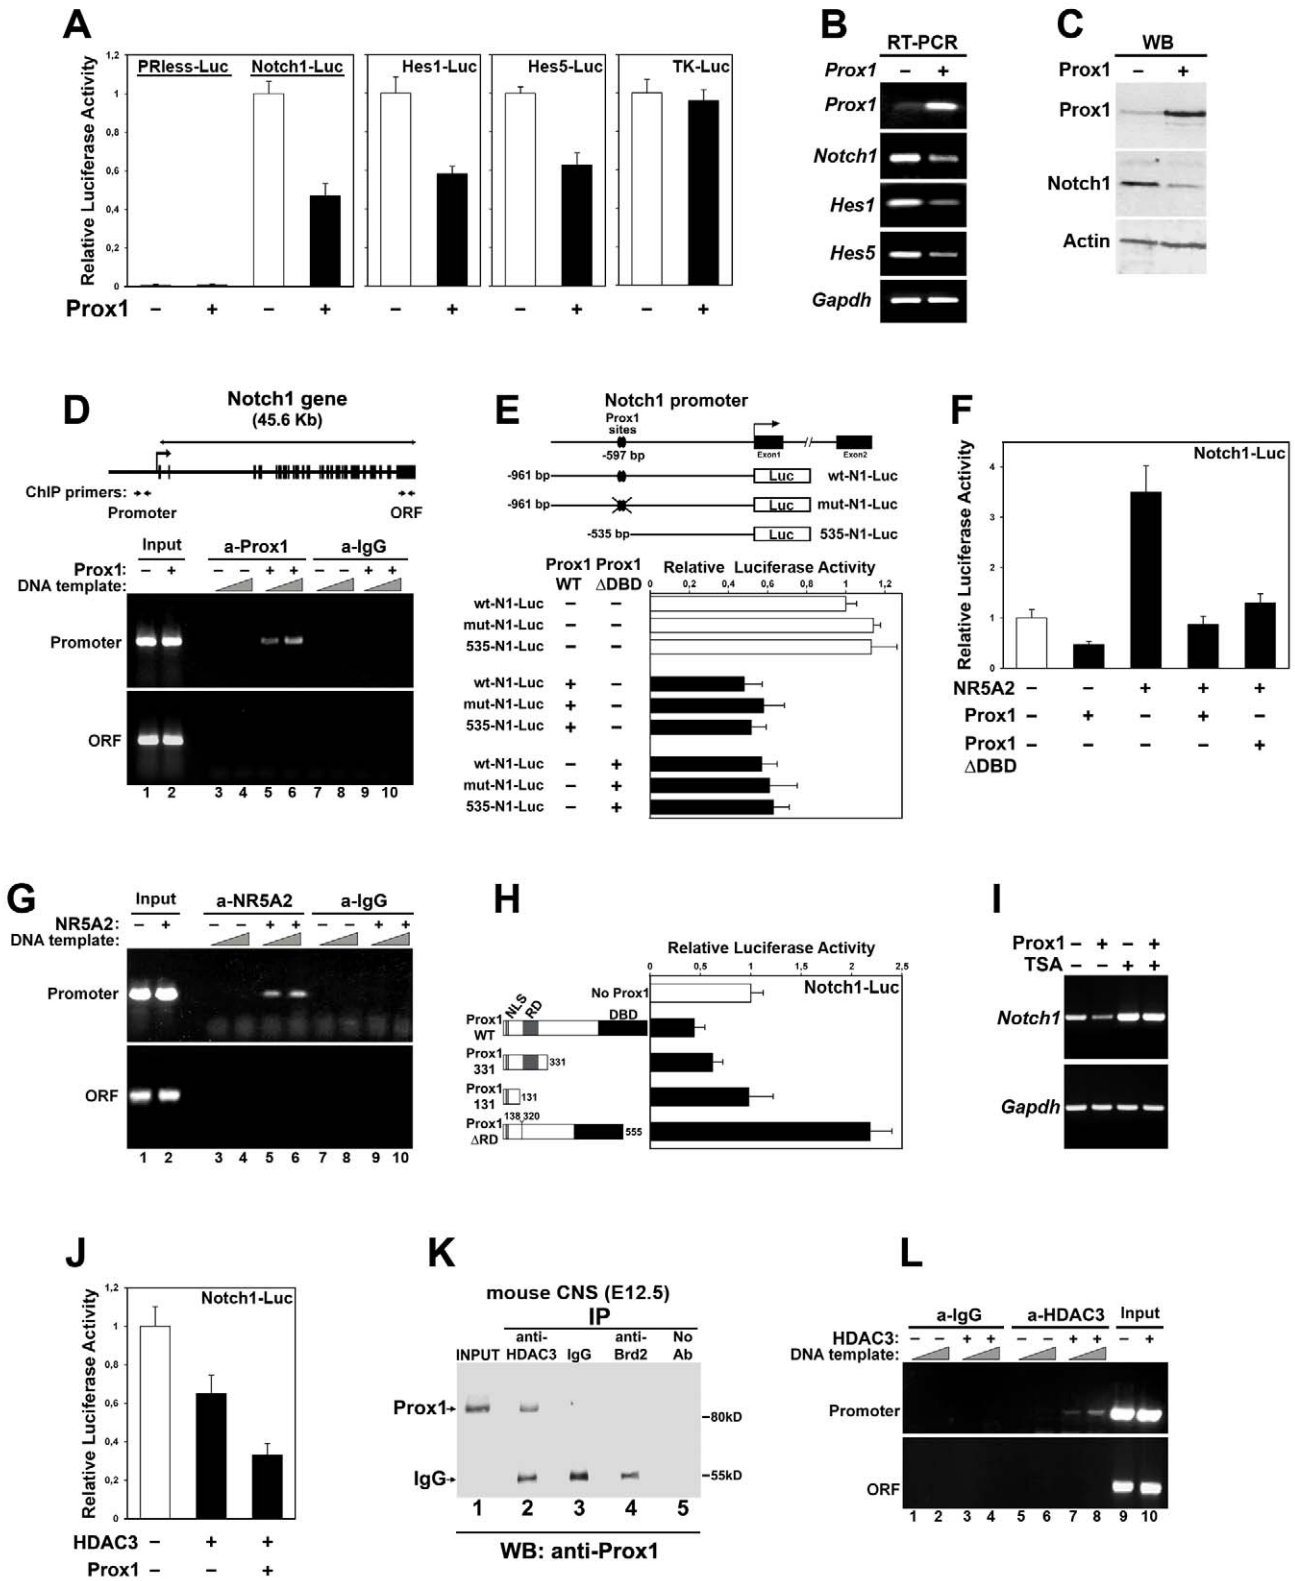 A
Relative Luciferase Activity
1,2
1
0,8
0,6
0,4
0,2
0
PRless-Luc
Notch1-Luc
Hes1-Luc
Hes5-Luc
TK-Luc
Prox1 – + – + – + – + – +
B
RT-PCR
Prox1 – +
Prox1
Notch1
Hes1
Hes5
Gapdh
C
WB
Prox1 – +
Prox1
Notch1
Actin
D
Notch1 gene
(45.6 Kb)
ChIP primers:
Promoter
ORF
Input a-Prox1 a-IgG
Prox1: – + – – + + – – + +
DNA template:
Promoter
ORF
1 2 3 4 5 6 7 8 9 10
E
Notch1 promoter
Prox1
sites
-597 bp
Exon1
Exon2
-961 bp Luc wt-N1-Luc
-961 bp Luc mut-N1-Luc
-535 bp Luc 535-N1-Luc
Prox1 Prox1 Relative Luciferase Activity
WT ΔDBD 0 0,2 0,4 0,6 0,8 1 1,2
wt-N1-Luc – –
mut-N1-Luc – –
535-N1-Luc – –
wt-N1-Luc + –
mut-N1-Luc + –
535-N1-Luc + –
wt-N1-Luc – +
mut-N1-Luc – +
535-N1-Luc – +
F
Relative Luciferase Activity
Notch1-Luc
4
3
2
1
0
NR5A2 – – + + +
Prox1 – + – + –
Prox1 – – – – +
ΔDBD
G
Input a-NR5A2 a-IgG
NR5A2: – + – – + + – – + +
DNA template:
Promoter
ORF
1 2 3 4 5 6 7 8 9 10
H
Relative Luciferase Activity
0 0,5 1 1,5 2 2,5
Notch1-Luc
No Prox1
NLS RD DBD
Prox1
WT
Prox1
331 331
Prox1
131 131
138 320
Prox1
ΔRD 555
I
Prox1 – + – +
TSA – – + +
Notch1
Gapdh
J
Relative Luciferase Activity
1,2
1
0,8
0,6
0,4
0,2
0
Notch1-Luc
HDAC3 – + +
Prox1 – – +
K
mouse CNS (E12.5)
IP
anti- anti- No
INPUT HDAC3 IgG Brd2 Ab
Prox1
–80kD
IgG
–55kD
1 2 3 4 5
WB: anti-Prox1
L
a-IgG a-HDAC3 Input
HDAC3: – – + + – – + + – +
DNA template:
Promoter
ORF
1 2 3 4 5 6 7 8 9 10